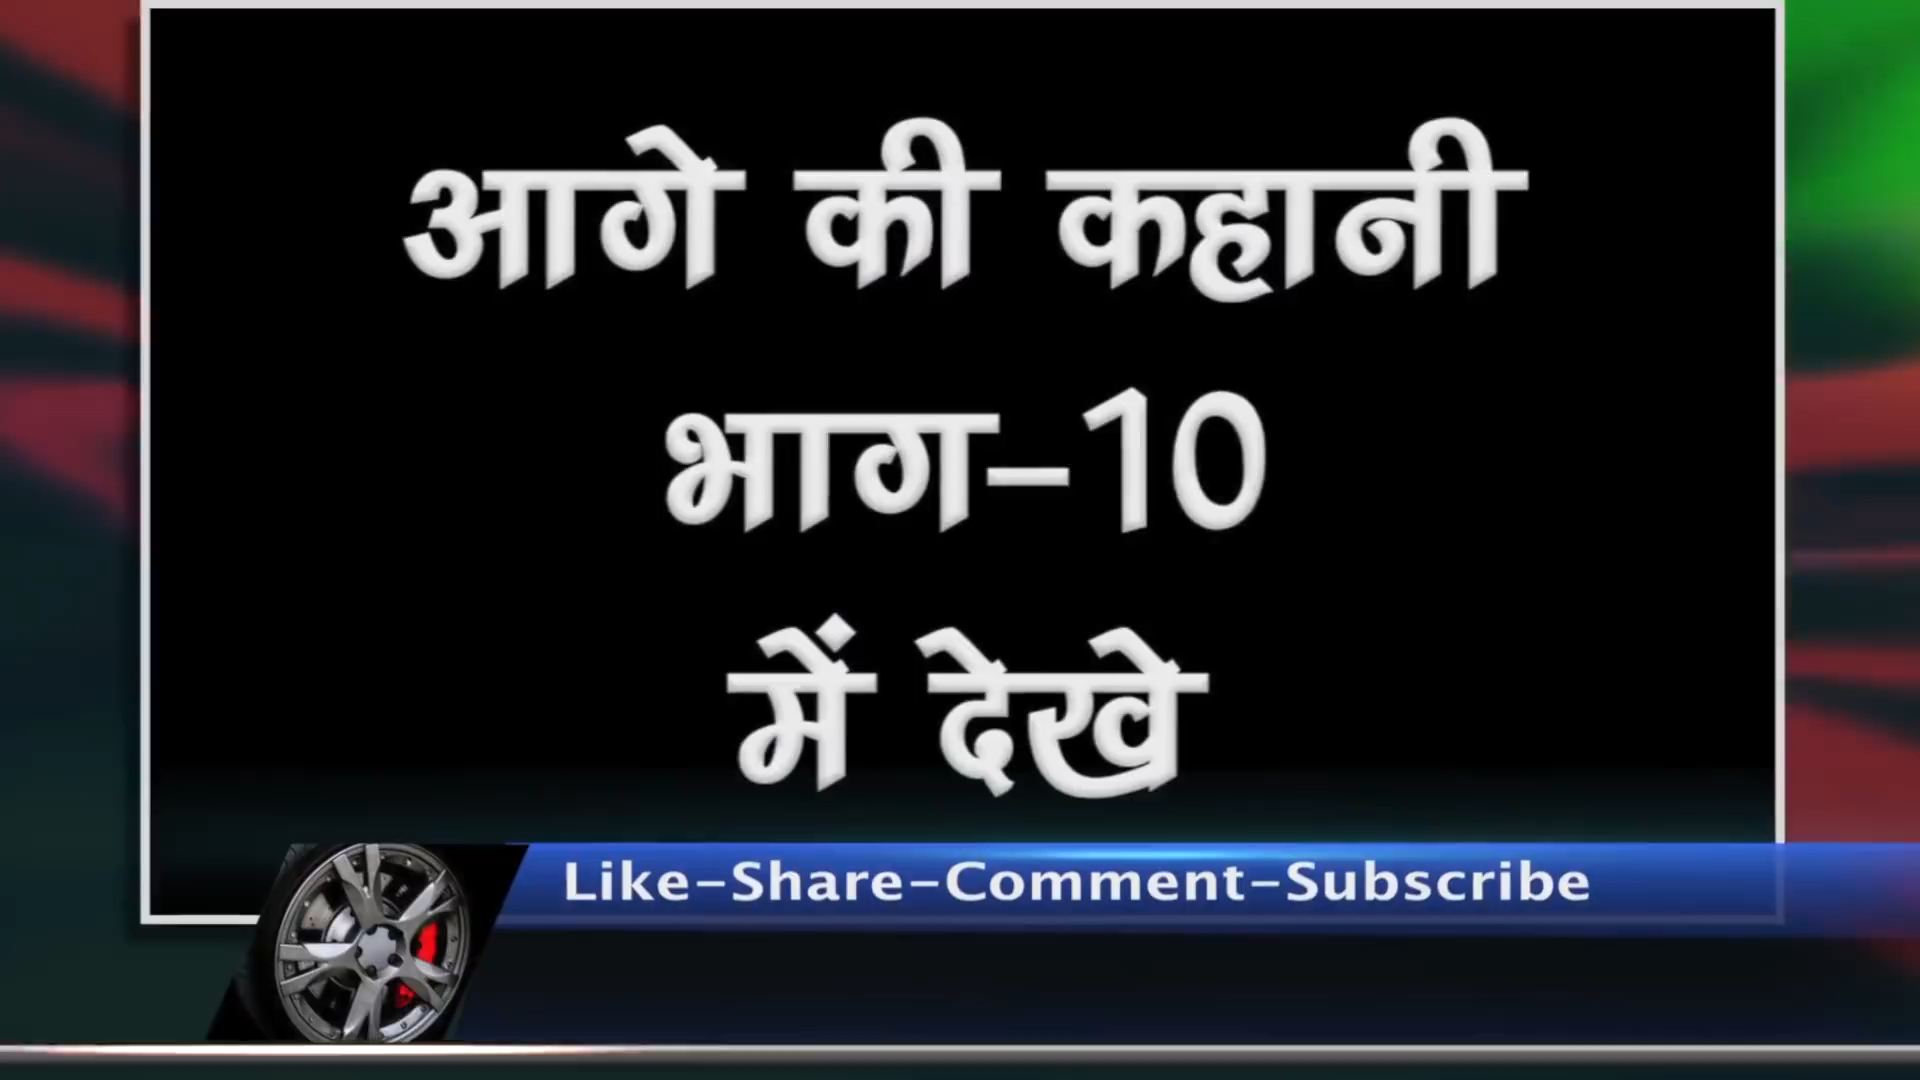 आगे की कहानी
भाग-10
में देखे
Like-Share-Comment-Subscribe